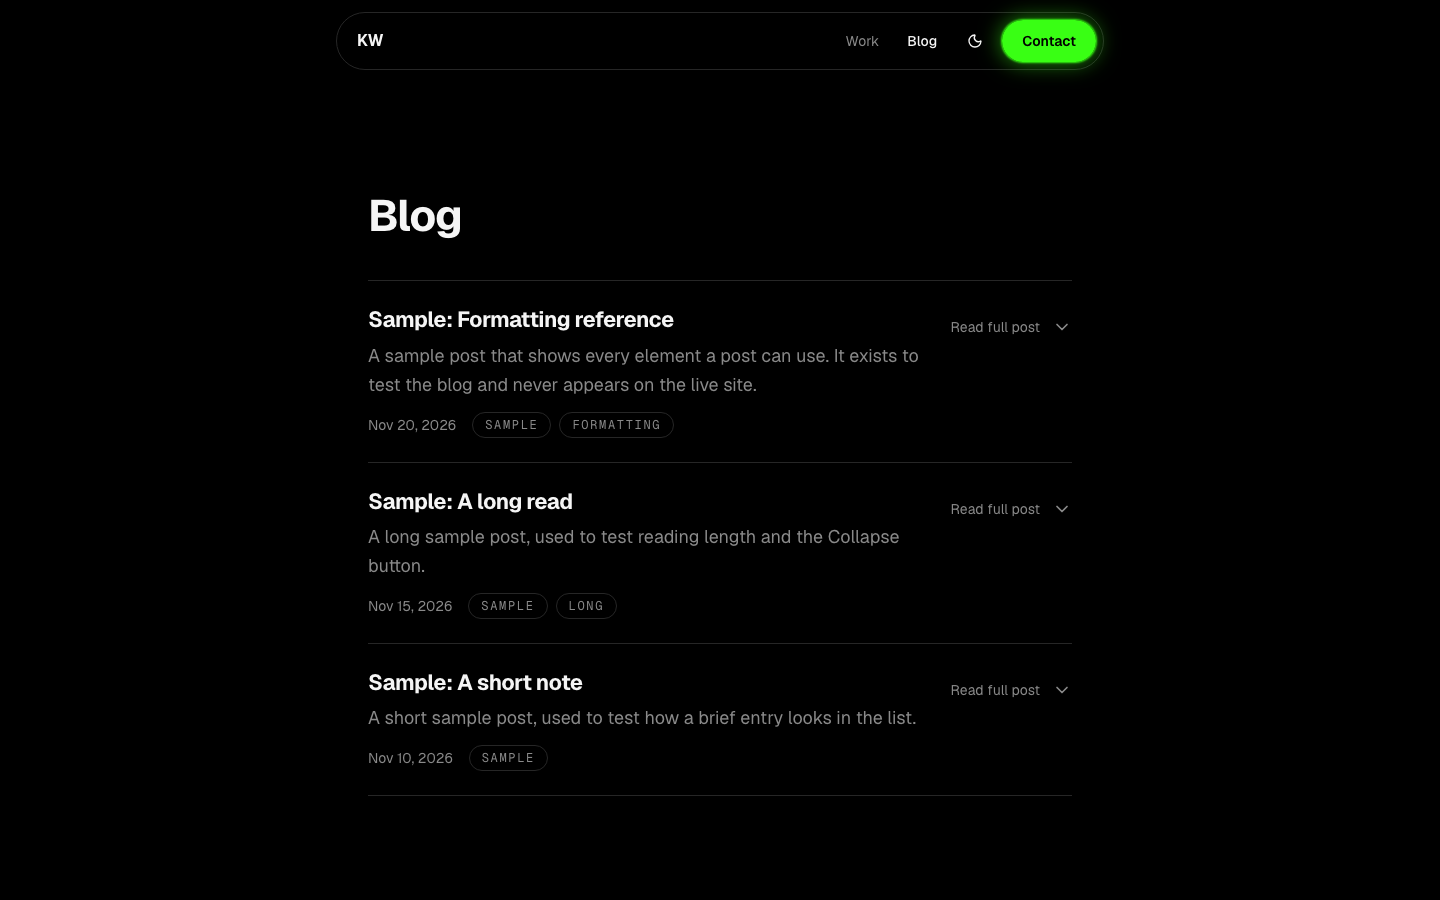 KW
Work
Blog
Contact
Blog
Sample: Formatting reference
Read full post
A sample post that shows every element a post can use. It exists to
test the blog and never appears on the live site.
Nov 20, 2026
SAMPLE
FORMATTING
Sample: A long read
Read full post
A long sample post, used to test reading length and the Collapse
button.
Nov 15, 2026
SAMPLE
LONG
Sample: A short note
Read full post
A short sample post, used to test how a brief entry looks in the list.
Nov 10, 2026
SAMPLE